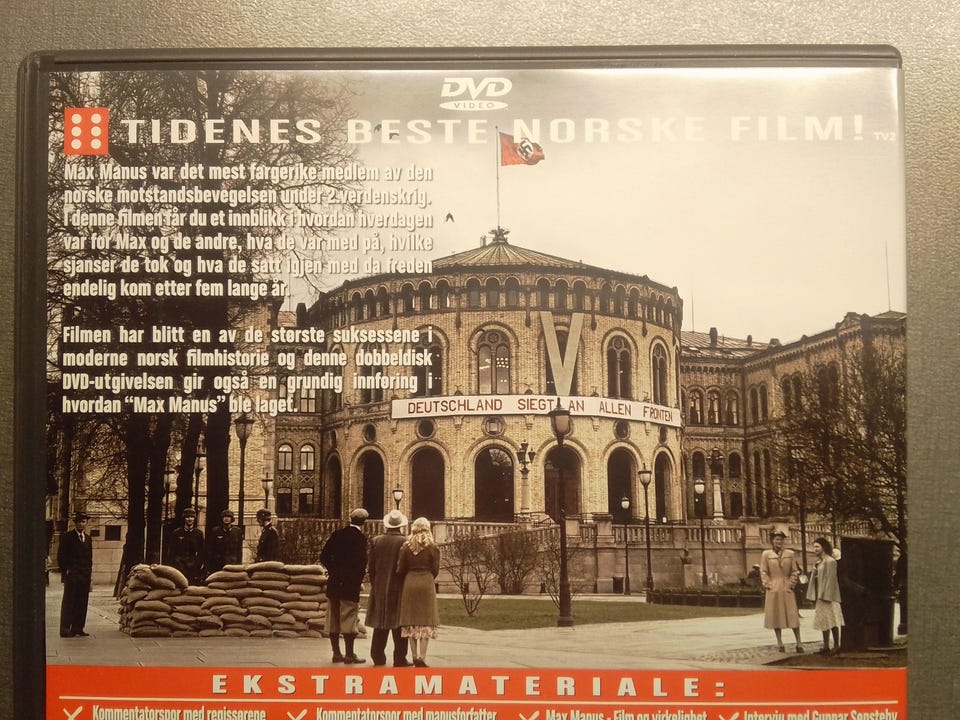 DVD
VIDEO
TIDENES BESTE NORSKE FILM! TV2
Max Manus var det mest fargerike medlem av den
norske motstandsbevegelsen under 2.verdenskrig.
I denne filmen får du et innblikk i hvordan hverdagen
var for Max og de andre, hva de var med på, hvilke
sjanser de tok og hva de satt igjen med da freden
endelig kom etter fem lange år.
Filmen har blitt en av de største suksessene i
moderne norsk filmhistorie og denne dobbeldisk
DVD-utgivelsen gir også en grundig innføring i
hvordan "Max Manus" ble laget.
V
DEUTSCHLAND SIEGT AN ALLEN FRONTEN
EKSTRAMATERIALE:
Kommentatorspor med regissørene
Kommentatorspor med manusforfatter
Max Manus - Film og virkelighet
Intervju med Gunnar Sønsteby